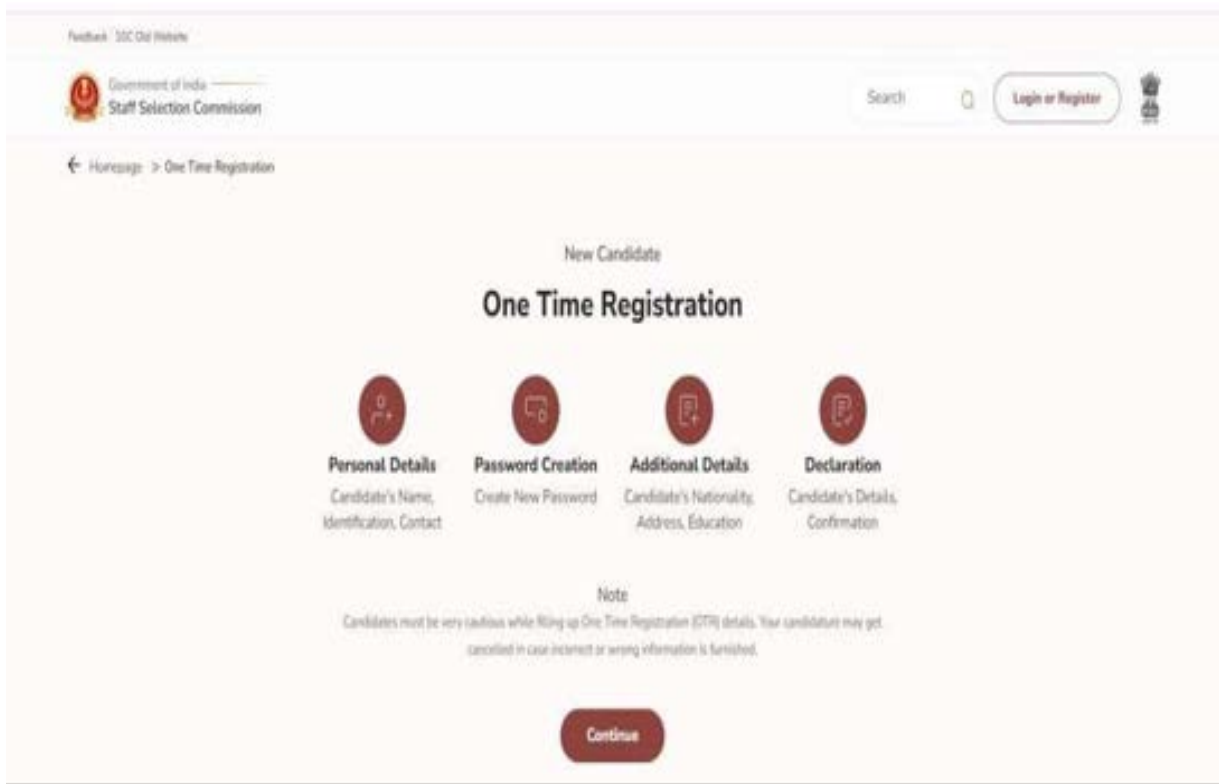 Feedback SSC Old Website
Government of India
Staff Selection Commission
Search
Login or Register
Homepage > One Time Registration
New Candidate
One Time Registration
Personal Details
Candidate's Name,
Identification, Contact
Password Creation
Create New Password
Additional Details
Candidate's Nationality,
Address, Education
Declaration
Candidate's Details,
Confirmation
Note
Candidates must be very cautious while filling up One Time Registration (OTR) details. Your candidature may get
cancelled in case incorrect or wrong information is furnished.
Continue